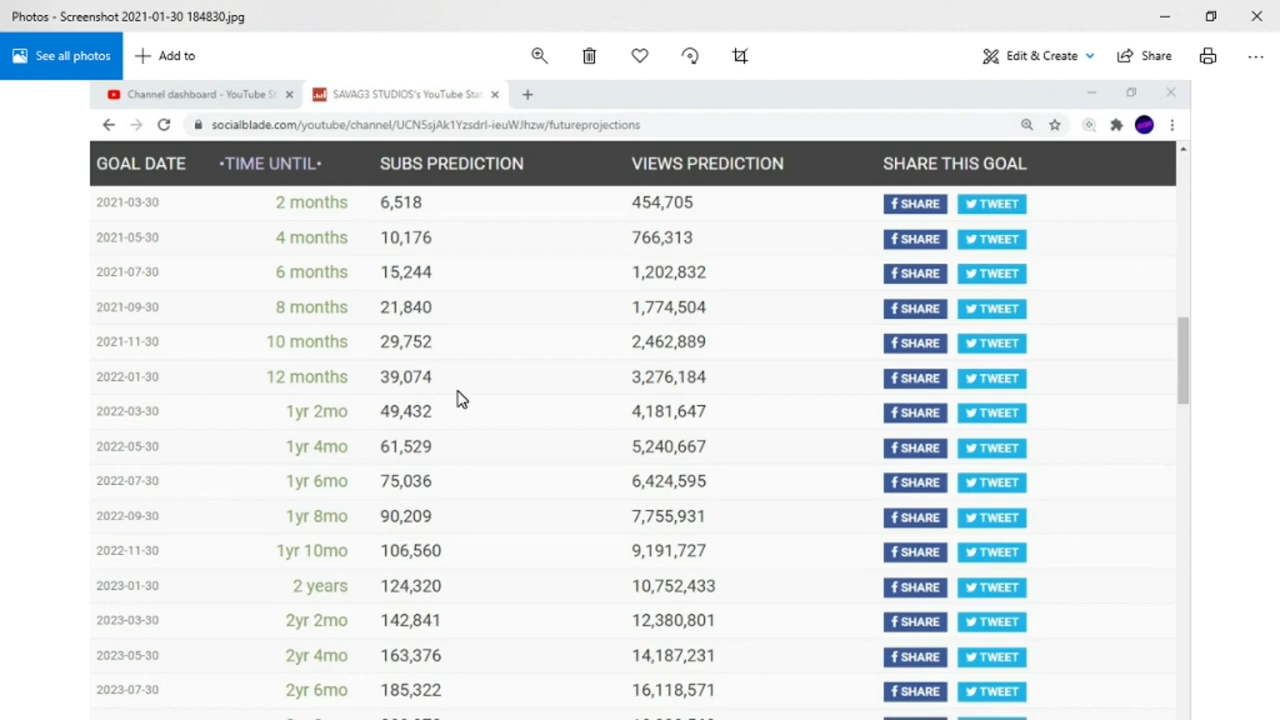 Photos - Screenshot 2021-01-30 184830.jpg
See all photos Add to Edit & Create Share
Channel dashboard - YouTube St SAVAG3 STUDIOS's YouTube Stat
socialblade.com/youtube/channel/UCN5sjAk1Yzsdrl-ieuWJhzw/futureprojections
GOAL DATE •TIME UNTIL• SUBS PREDICTION VIEWS PREDICTION SHARE THIS GOAL
2021-03-30 2 months 6,518 454,705 SHARE TWEET
2021-05-30 4 months 10,176 766,313 SHARE TWEET
2021-07-30 6 months 15,244 1,202,832 SHARE TWEET
2021-09-30 8 months 21,840 1,774,504 SHARE TWEET
2021-11-30 10 months 29,752 2,462,889 SHARE TWEET
2022-01-30 12 months 39,074 3,276,184 SHARE TWEET
2022-03-30 1yr 2mo 49,432 4,181,647 SHARE TWEET
2022-05-30 1yr 4mo 61,529 5,240,667 SHARE TWEET
2022-07-30 1yr 6mo 75,036 6,424,595 SHARE TWEET
2022-09-30 1yr 8mo 90,209 7,755,931 SHARE TWEET
2022-11-30 1yr 10mo 106,560 9,191,727 SHARE TWEET
2023-01-30 2 years 124,320 10,752,433 SHARE TWEET
2023-03-30 2yr 2mo 142,841 12,380,801 SHARE TWEET
2023-05-30 2yr 4mo 163,376 14,187,231 SHARE TWEET
2023-07-30 2yr 6mo 185,322 16,118,571 SHARE TWEET